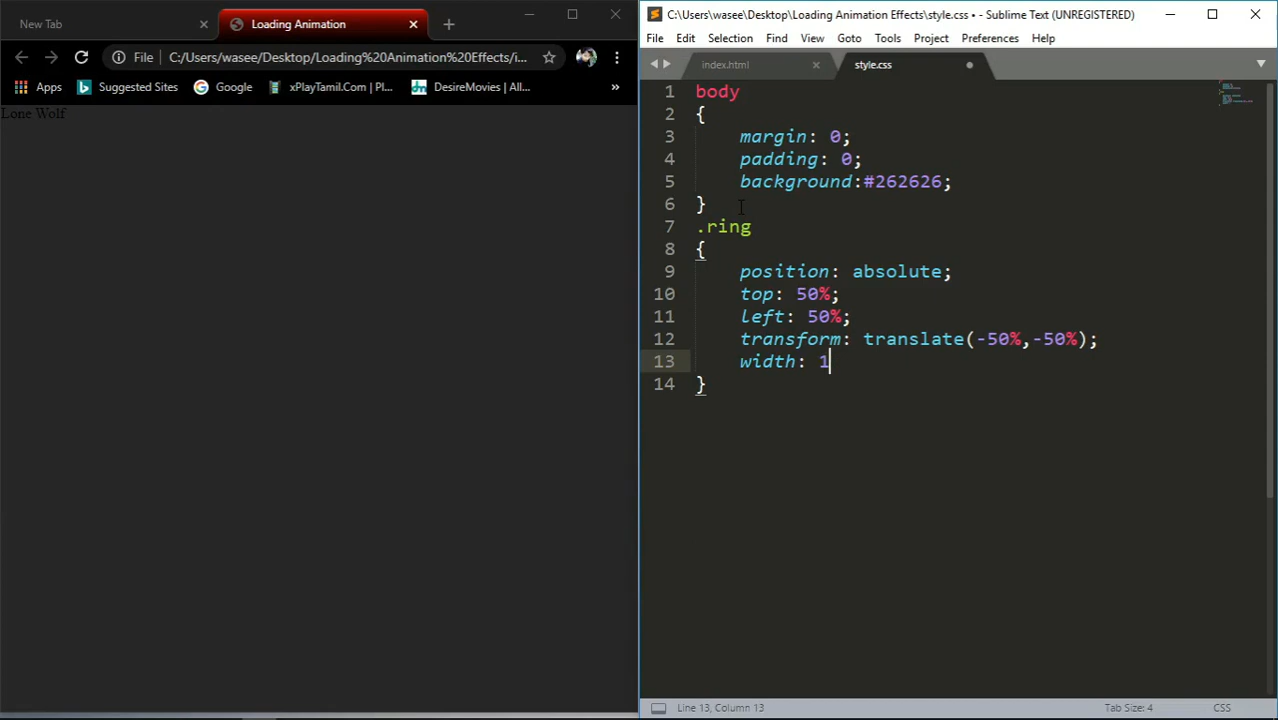 New Tab
Loading Animation
File
C:/Users/wasee/Desktop/Loading%20Animation%20Effects/i...
Apps
Suggested Sites
Google
xPlayTamil.Com | Pl...
DesireMovies | All...
»
Lone Wolf
C:\Users\wasee\Desktop\Loading Animation Effects\style.css • - Sublime Text (UNREGISTERED)
File Edit Selection Find View Goto Tools Project Preferences Help
index.html
style.css
1 body
2 {
3 margin: 0;
4 padding: 0;
5 background:#262626;
6 }
7 .ring
8 {
9 position: absolute;
10 top: 50%;
11 left: 50%;
12 transform: translate(-50%,-50%);
13 width: 1
14 }
Line 13, Column 13
Tab Size: 4
CSS